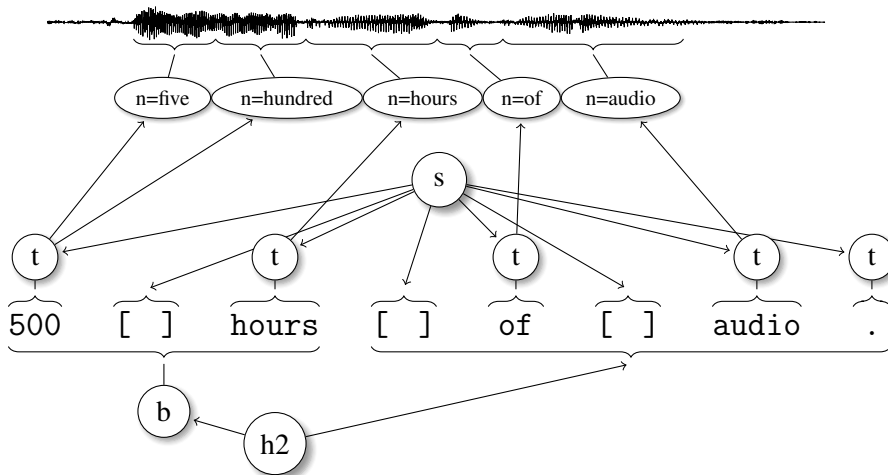 n=five n=hundred n=hours n=of n=audio
s
t t t t t
500 [ ] hours [ ] of [ ] audio .
b
h2